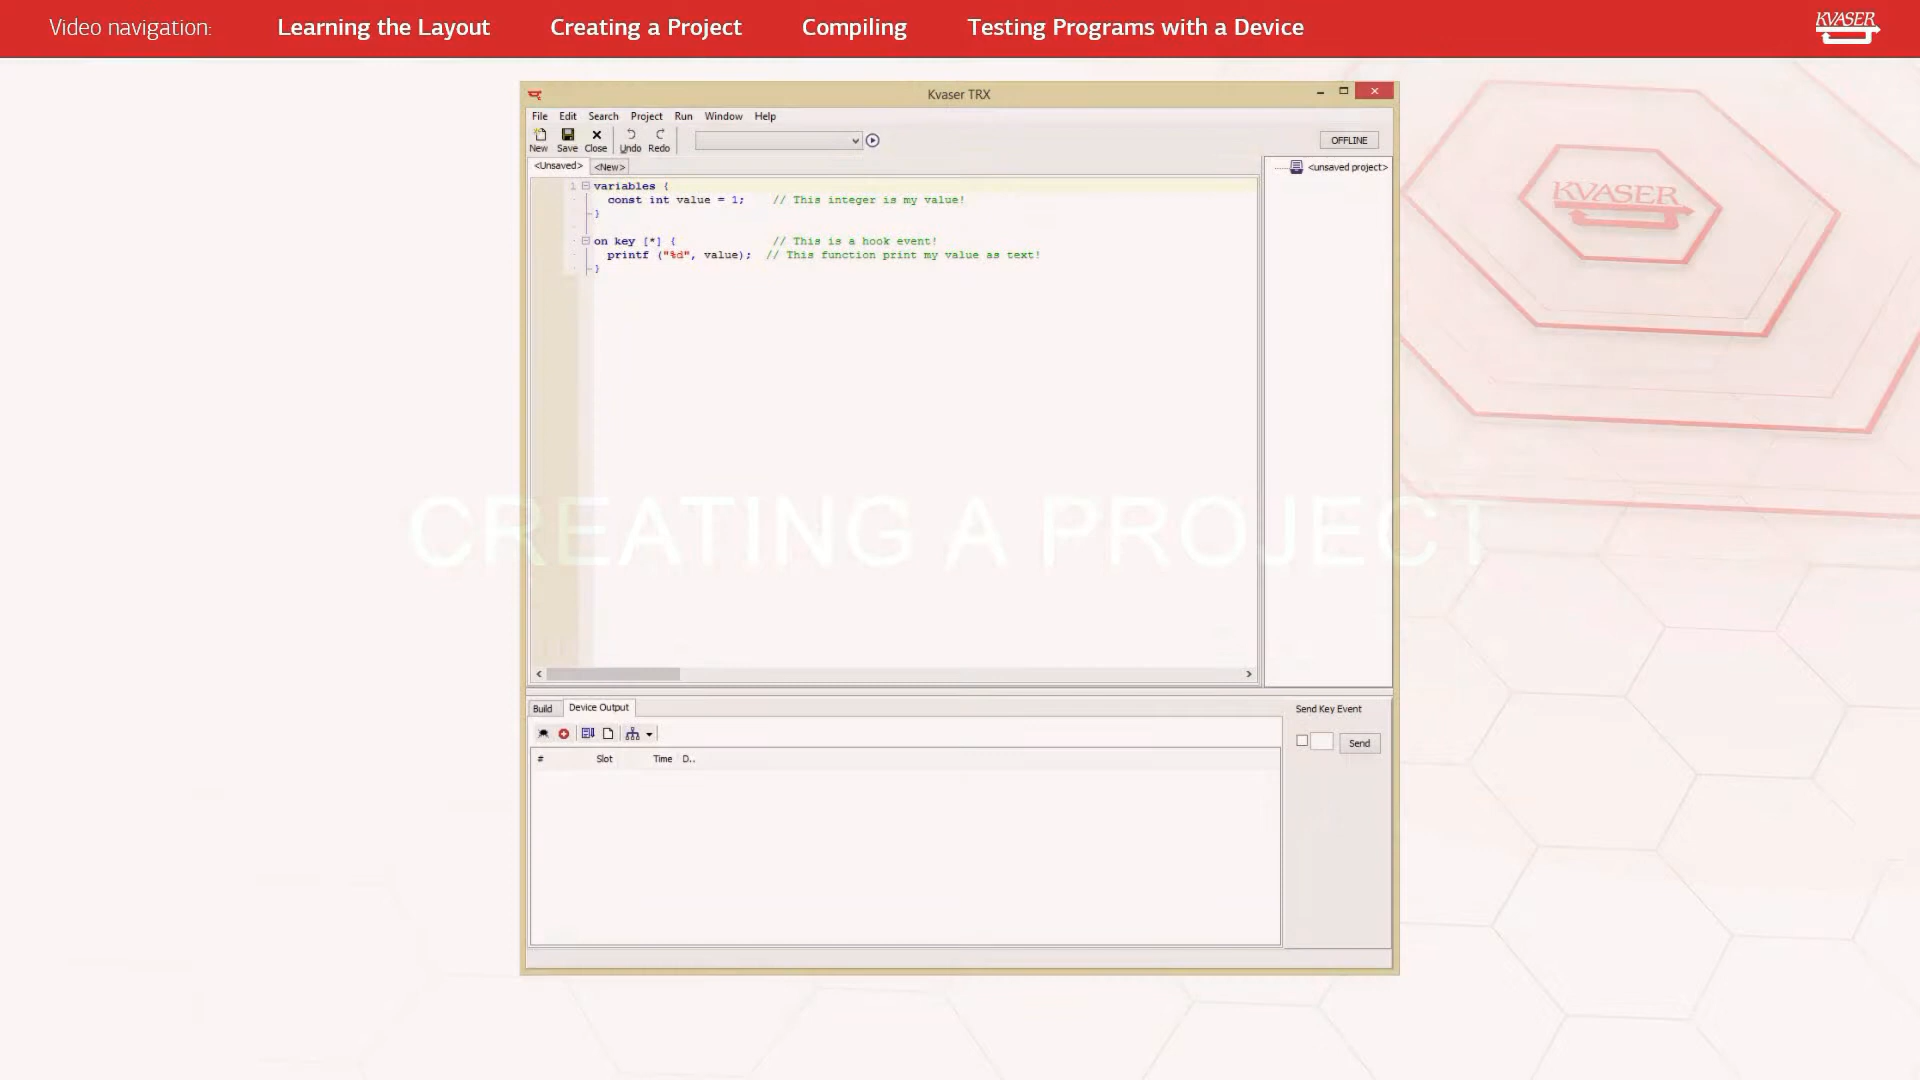 Video navigation: Learning the Layout Creating a Project Compiling Testing Programs with a Device KVASER
Kvaser TRX
File Edit Search Project Run Window Help
New Save Close Undo Redo OFFLINE
<Unsaved> <New> <unsaved project>
KVASER
1 variables {
const int value = 1; // This integer is my value!
}
on key [*] { // This is a hook event!
printf ("%d", value); // This function print my value as text!
}
CREATING A PROJECT
Build Device Output Send Key Event
Send
# Slot Time D..